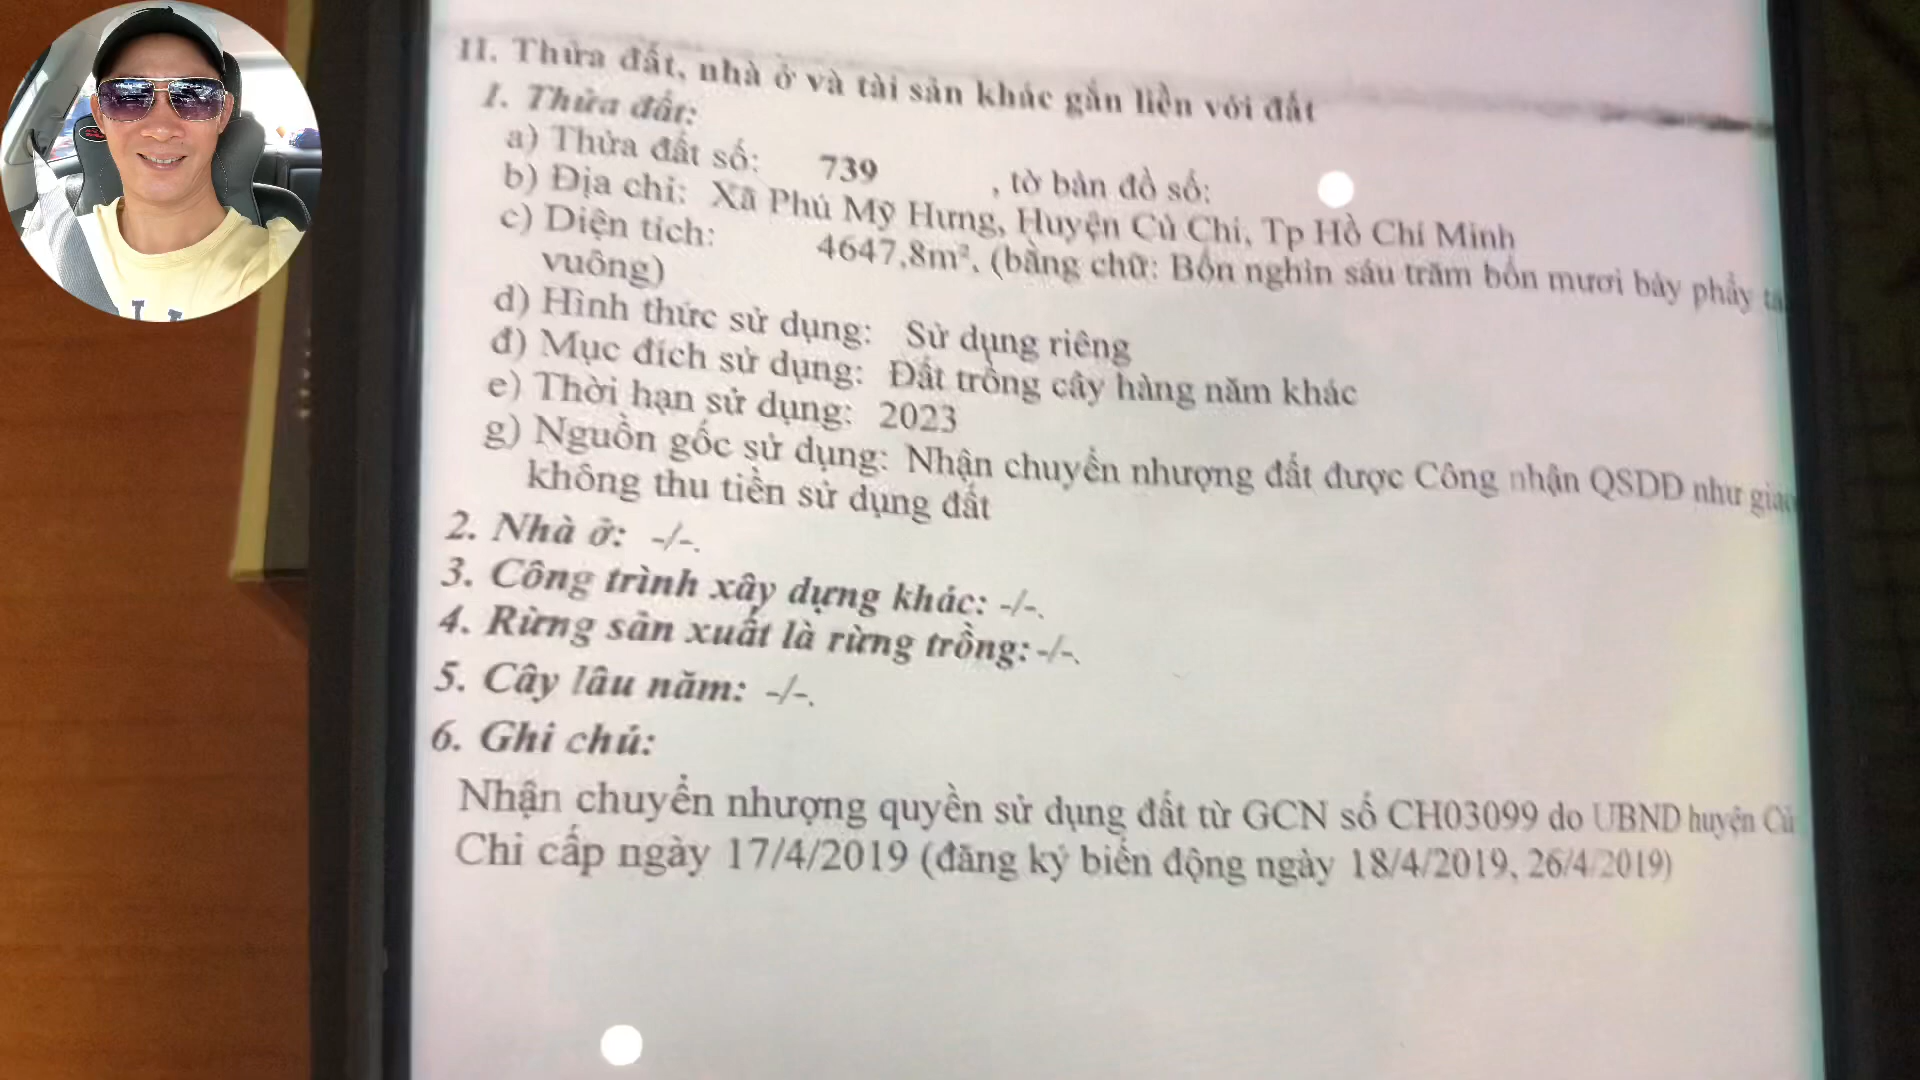 II. Thửa đất, nhà ở và tài sản khác gắn liền với đất
1. Thửa đất:
a) Thửa đất số: 739 , tờ bản đồ số:
b) Địa chỉ: Xã Phú Mỹ Hưng, Huyện Củ Chi, Tp Hồ Chí Minh
c) Diện tích: 4647,8m², (bằng chữ: Bốn nghìn sáu trăm bốn mươi bảy phẩy
vuông)
d) Hình thức sử dụng: Sử dụng riêng
đ) Mục đích sử dụng: Đất trồng cây hàng năm khác
e) Thời hạn sử dụng: 2023
g) Nguồn gốc sử dụng: Nhận chuyển nhượng đất được Công nhận QSDĐ như giao
không thu tiền sử dụng đất
2. Nhà ở: -/-.
3. Công trình xây dựng khác: -/-.
4. Rừng sản xuất là rừng trồng: -/-.
5. Cây lâu năm: -/-.
6. Ghi chú:
Nhận chuyển nhượng quyền sử dụng đất từ GCN số CH03099 do UBND huyện Củ
Chi cấp ngày 17/4/2019 (đăng ký biến động ngày 18/4/2019, 26/4/2019)